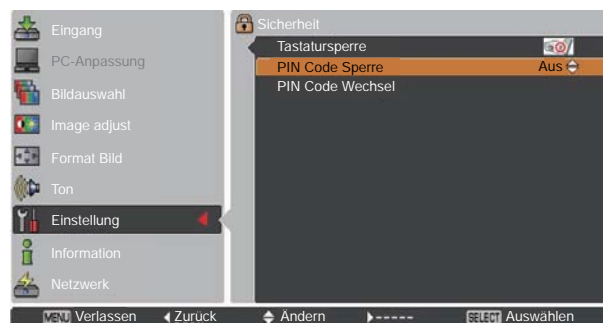 Eingang
PC-Anpassung
Bildauswahl
Image adjust
Format Bild
Ton
Einstellung
Information
Netzwerk
Sicherheit
Tastatursperre
PIN Code Sperre Aus
PIN Code Wechsel
MENU Verlassen Zurück Ändern ----- SELECT Auswählen